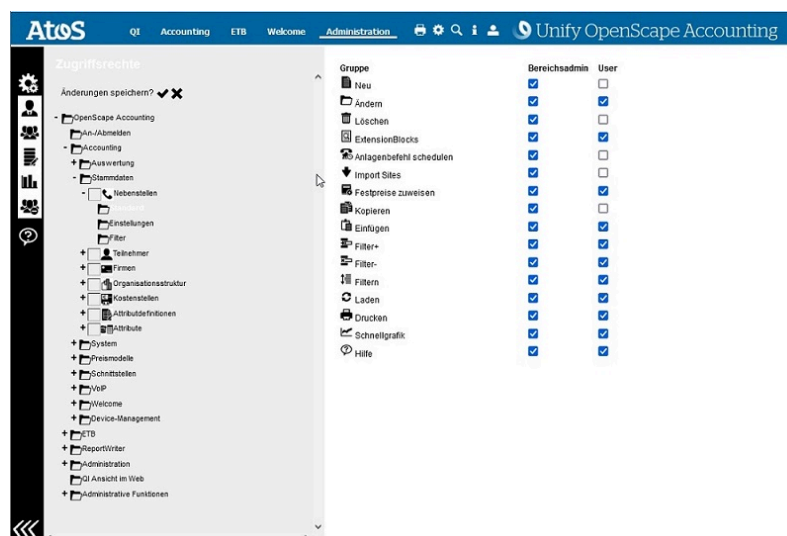 Atos QI Accounting ETB Welcome Administration Unify OpenScape Accounting
Zugriffsrechte
Änderungen speichern?
OpenScape Accounting
An-/Abmelden
Accounting
Auswertung
Stammdaten
Nebenstellen
Standard
Einstellungen
Filter
Teilnehmer
Firmen
Organisationsstruktur
Kostenstellen
Attributdefinitionen
Attribute
System
Preismodelle
Schnittstellen
VoIP
Welcome
Device-Management
ETB
ReportWriter
Administration
QI Ansicht im Web
Administrative Funktionen
Gruppe Bereichsadmin User
Neu
Ändern
Löschen
ExtensionBlocks
Anlagenbefehl schedulen
Import Sites
Festpreise zuweisen
Kopieren
Einfügen
Filter+
Filter-
Filtern
Laden
Drucken
Schnellgrafik
Hilfe